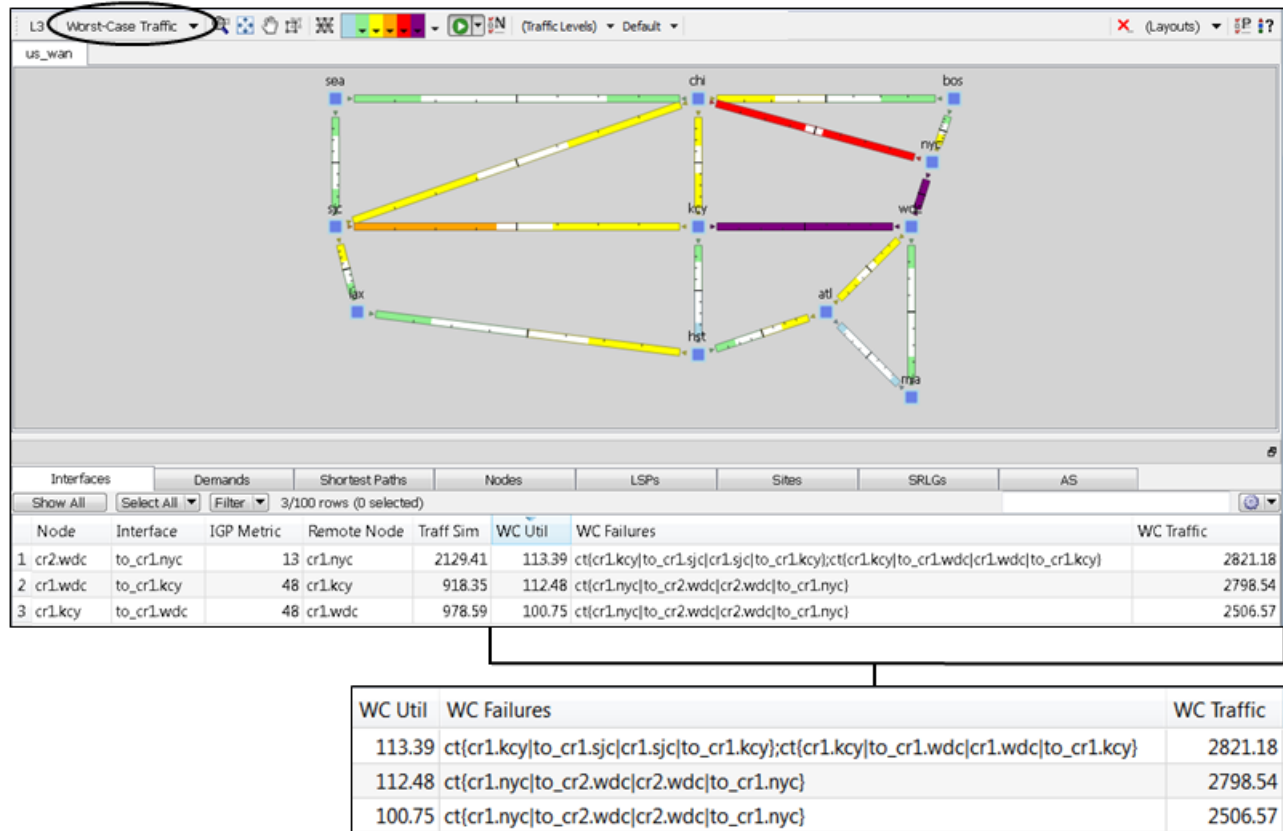 L3 Worst-Case Traffic (Traffic Levels) Default (Layouts)
us_wan
sea chi bos
nyc
sjc kcy wdc
lax atl
hst
mia
Interfaces Demands Shortest Paths Nodes LSPs Sites SRLGs AS
Show All Select All Filter 3/100 rows (0 selected)
Node Interface IGP Metric Remote Node Traff Sim WC Util WC Failures WC Traffic
1 cr2.wdc to_cr1.nyc 13 cr1.nyc 2129.41 113.39 ct{cr1.kcy|to_cr1.sjc|cr1.sjc|to_cr1.kcy};ct{cr1.kcy|to_cr1.wdc|cr1.wdc|to_cr1.kcy} 2821.18
2 cr1.wdc to_cr1.kcy 48 cr1.kcy 918.35 112.48 ct{cr1.nyc|to_cr2.wdc|cr2.wdc|to_cr1.nyc} 2798.54
3 cr1.kcy to_cr1.wdc 48 cr1.wdc 978.59 100.75 ct{cr1.nyc|to_cr2.wdc|cr2.wdc|to_cr1.nyc} 2506.57
WC Util WC Failures WC Traffic
113.39 ct{cr1.kcy|to_cr1.sjc|cr1.sjc|to_cr1.kcy};ct{cr1.kcy|to_cr1.wdc|cr1.wdc|to_cr1.kcy} 2821.18
112.48 ct{cr1.nyc|to_cr2.wdc|cr2.wdc|to_cr1.nyc} 2798.54
100.75 ct{cr1.nyc|to_cr2.wdc|cr2.wdc|to_cr1.nyc} 2506.57